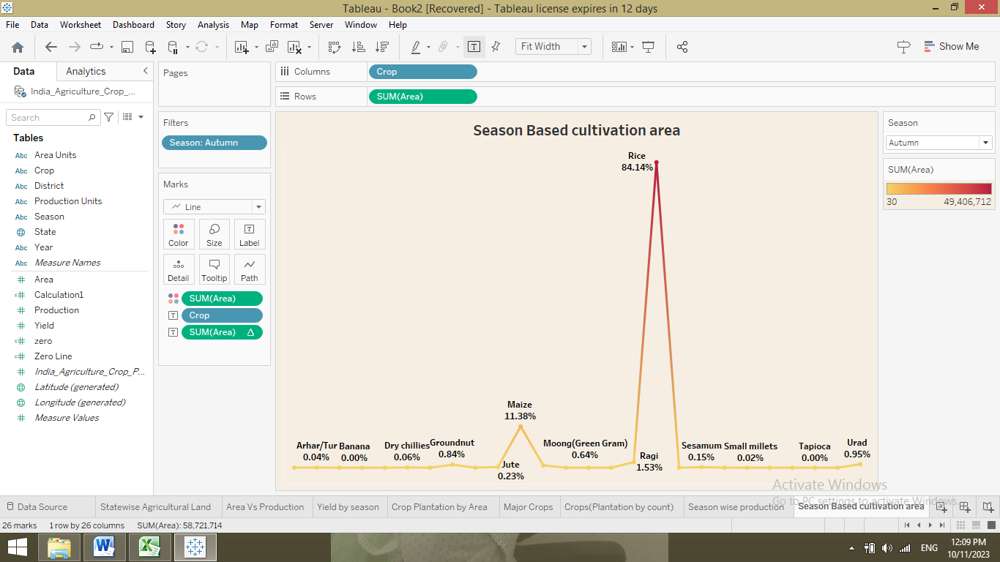 Tableau - Book2 [Recovered] - Tableau license expires in 12 days
File Data Worksheet Dashboard Story Analysis Map Format Server Window Help
Fit Width
Show Me
Data Analytics
India_Agriculture_Crop_...
Search
Tables
Abc Area Units
Abc Crop
Abc District
Abc Production Units
Abc Season
State
Abc Year
Abc Measure Names
Area
Calculation1
Production
Yield
zero
Zero Line
India_Agriculture_Crop_P...
Latitude (generated)
Longitude (generated)
Measure Values
Pages
Filters
Season: Autumn
Marks
Line
Color Size Label
Detail Tooltip Path
SUM(Area)
Crop
SUM(Area) Δ
Columns Crop
Rows SUM(Area)
Season Based cultivation area
Rice
84.14%
Maize
11.38%
Arhar/Tur
0.04%
Banana
0.00%
Dry chillies
0.06%
Groundnut
0.84%
Jute
0.23%
Moong(Green Gram)
0.64%
Ragi
1.53%
Sesamum
0.15%
Small millets
0.02%
Tapioca
0.00%
Urad
0.95%
Season
Autumn
SUM(Area)
30 49,406,712
Activate Windows
Go to PC settings to activate Windows.
Data Source Statewise Agricultural Land Area Vs Production Yield by season Crop Plantation by Area Major Crops Crops(Plantation by count) Season wise production Season Based cultivation area
26 marks 1 row by 26 columns SUM(Area): 58,721,714
ENG
12:09 PM
10/11/2023